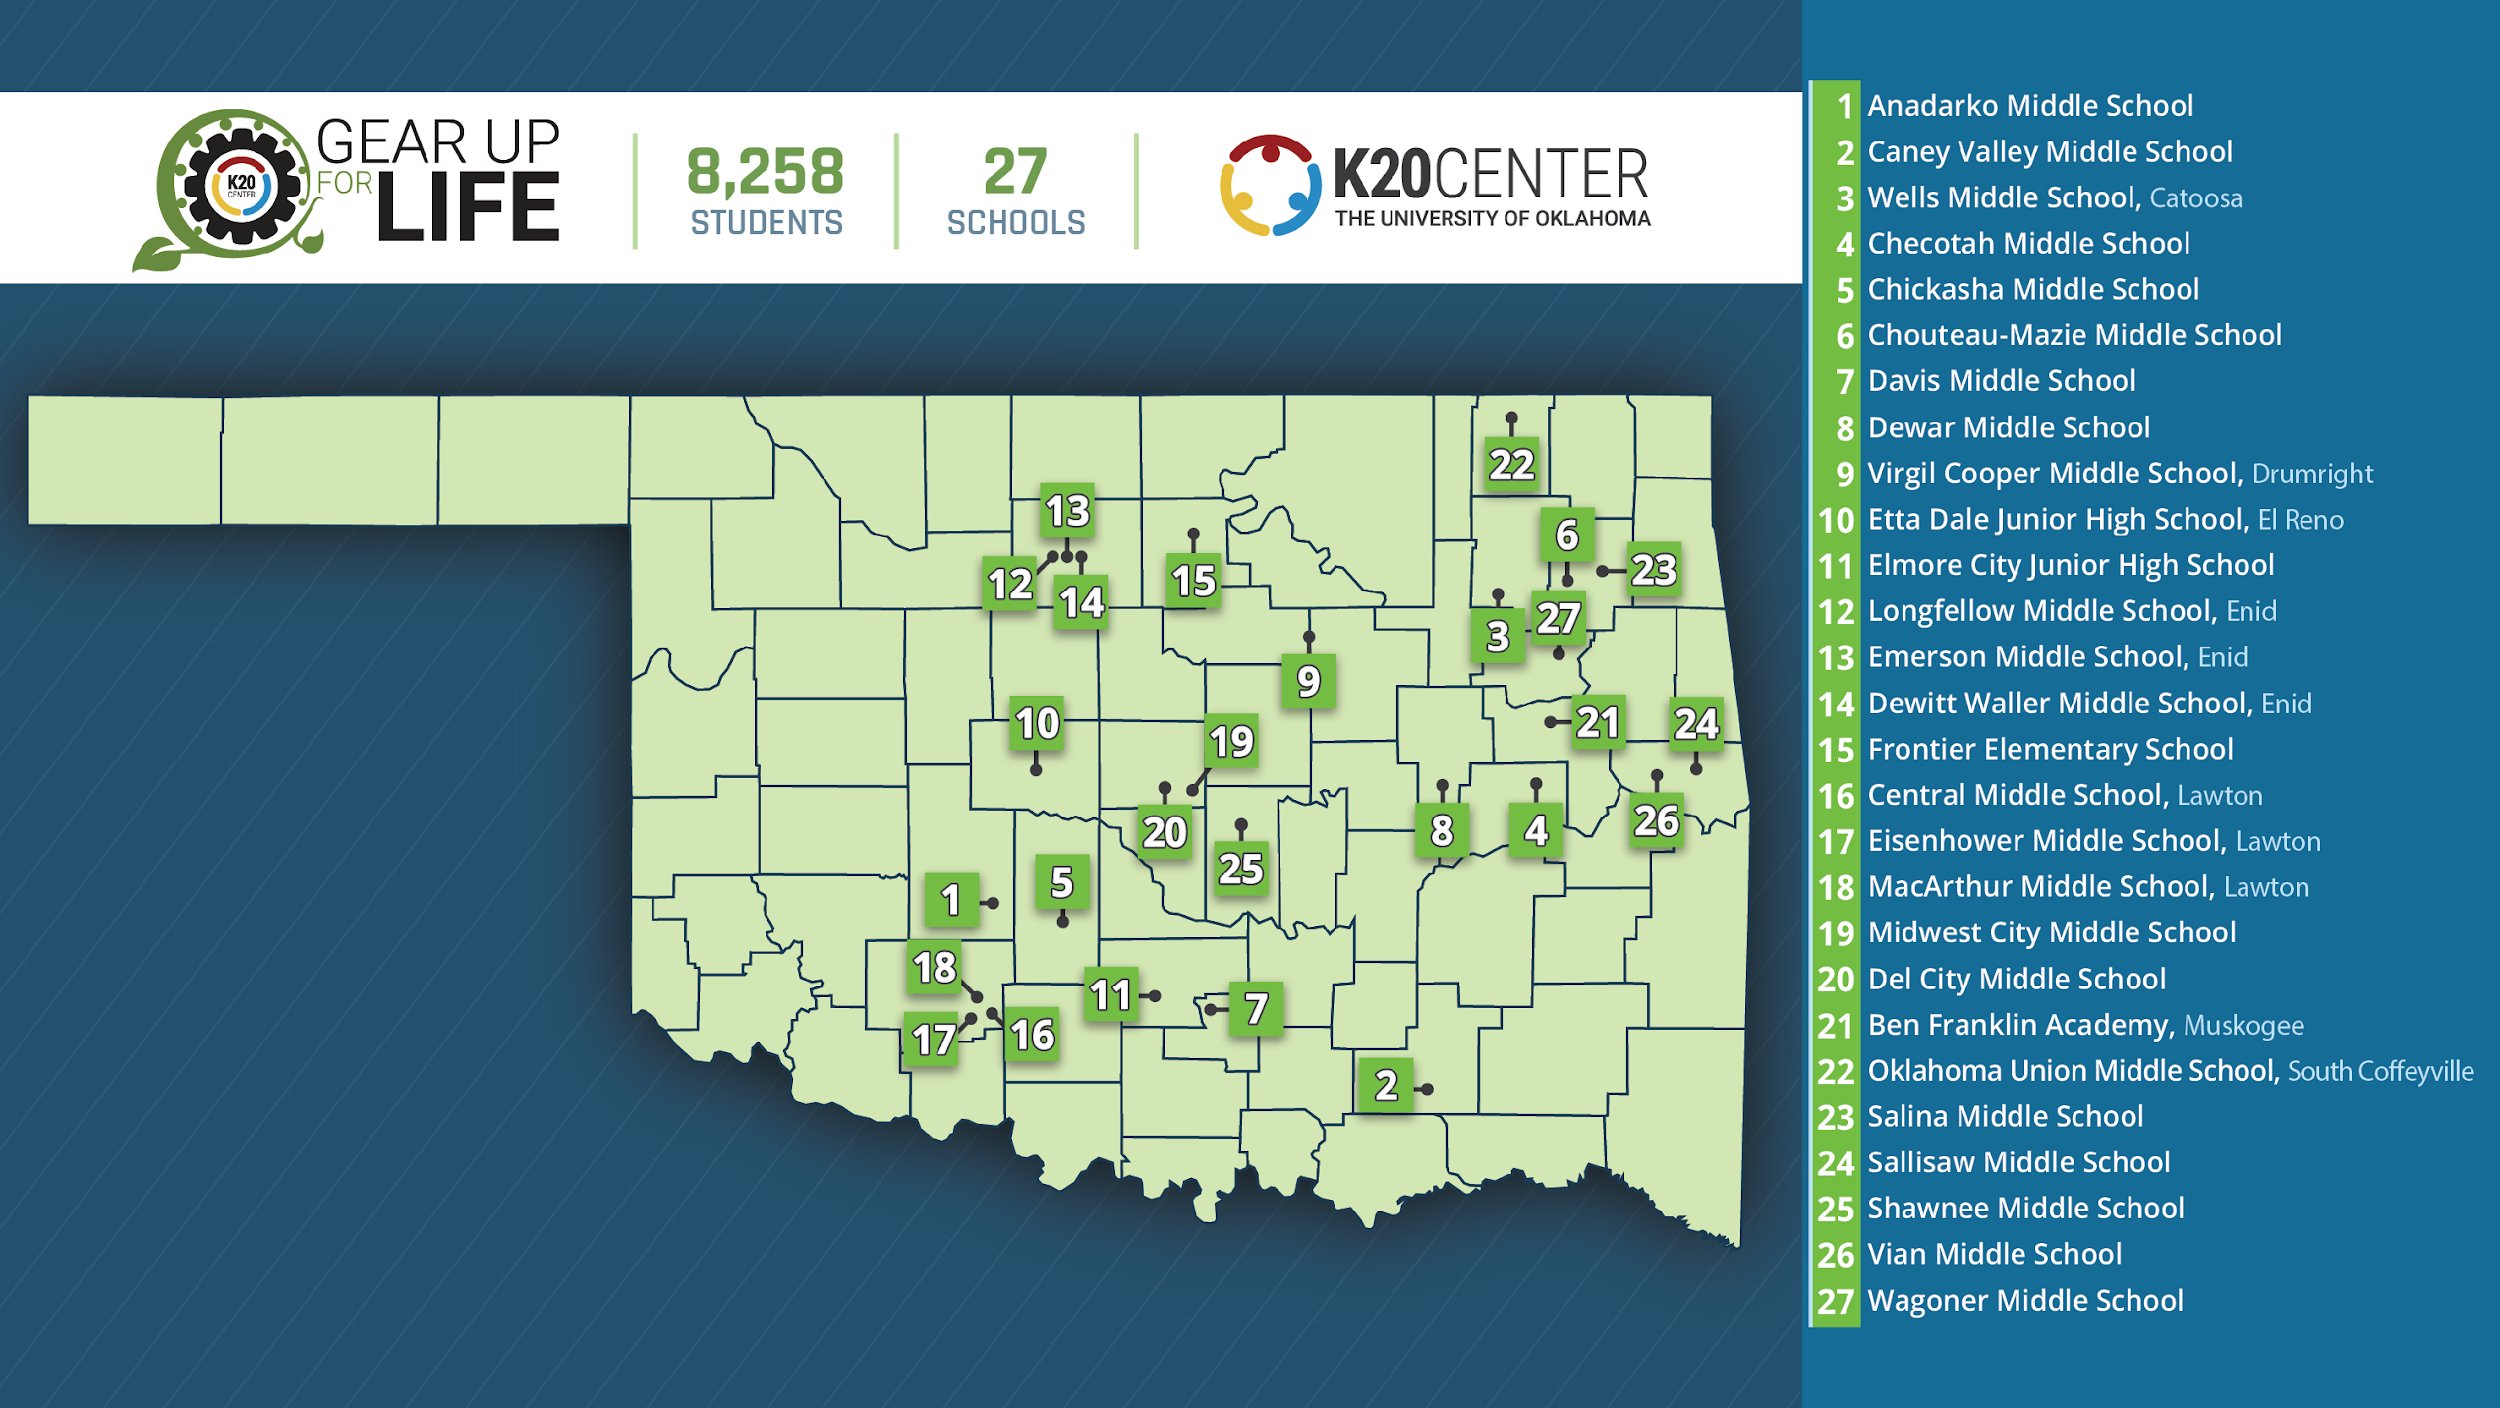 GEAR UP
FOR LIFE
K20
CENTER
8,258
STUDENTS
27
SCHOOLS
K20CENTER
THE UNIVERSITY OF OKLAHOMA
22
13
6
12
15
23
14
27
3
9
10
19
21
24
20
8
4
26
25
5
1
18
11
7
17
16
2
1 Anadarko Middle School
2 Caney Valley Middle School
3 Wells Middle School, Catoosa
4 Checotah Middle School
5 Chickasha Middle School
6 Chouteau-Mazie Middle School
7 Davis Middle School
8 Dewar Middle School
9 Virgil Cooper Middle School, Drumright
10 Etta Dale Junior High School, El Reno
11 Elmore City Junior High School
12 Longfellow Middle School, Enid
13 Emerson Middle School, Enid
14 Dewitt Waller Middle School, Enid
15 Frontier Elementary School
16 Central Middle School, Lawton
17 Eisenhower Middle School, Lawton
18 MacArthur Middle School, Lawton
19 Midwest City Middle School
20 Del City Middle School
21 Ben Franklin Academy, Muskogee
22 Oklahoma Union Middle School, South Coffeyville
23 Salina Middle School
24 Sallisaw Middle School
25 Shawnee Middle School
26 Vian Middle School
27 Wagoner Middle School